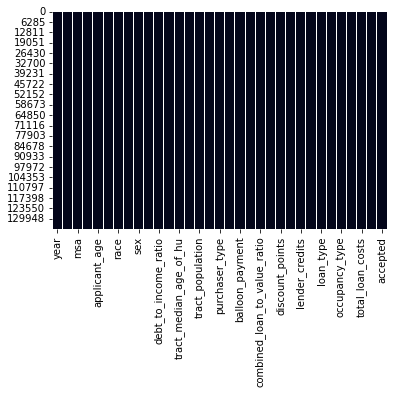 0
6285
12811
19051
26430
32700
39231
45722
52152
58673
64850
71116
77903
84678
90933
97972
104353
110797
117398
123550
129948
year
msa
applicant_age
race
sex
debt_to_income_ratio
tract_median_age_of_hu
tract_population
purchaser_type
balloon_payment
combined_loan_to_value_ratio
discount_points
lender_credits
loan_type
occupancy_type
total_loan_costs
accepted